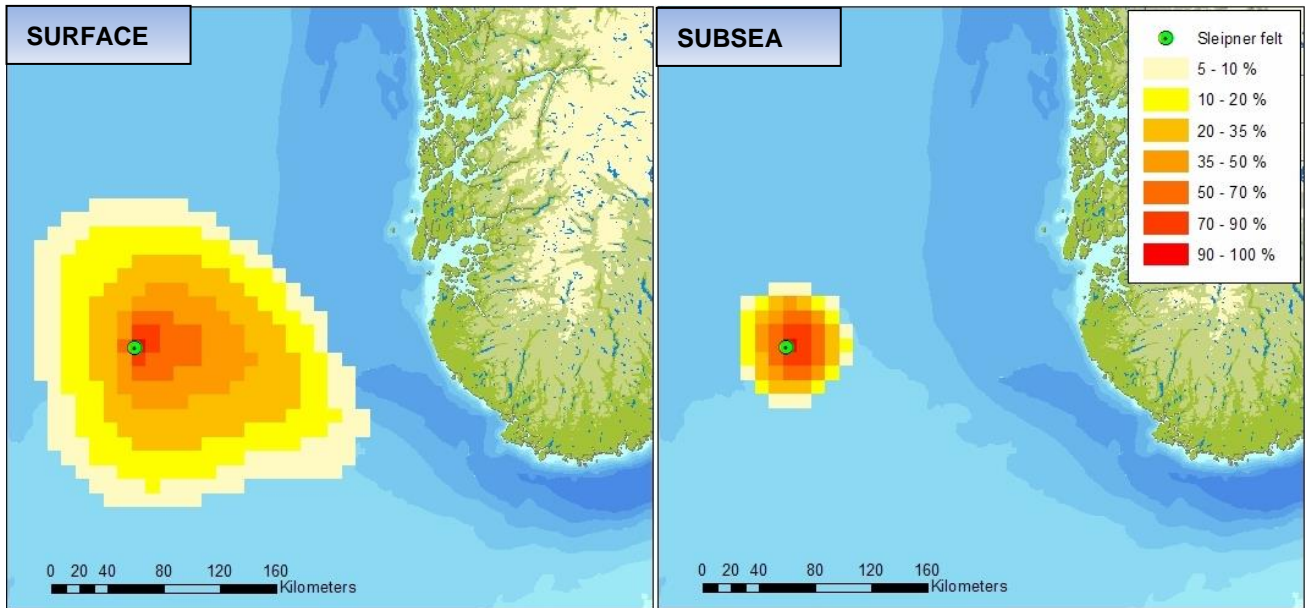 SURFACE
0 20 40 80 120 160
Kilometers
SUBSEA
Sleipner felt
5 - 10 %
10 - 20 %
20 - 35 %
35 - 50 %
50 - 70 %
70 - 90 %
90 - 100 %
0 20 40 80 120 160
Kilometers